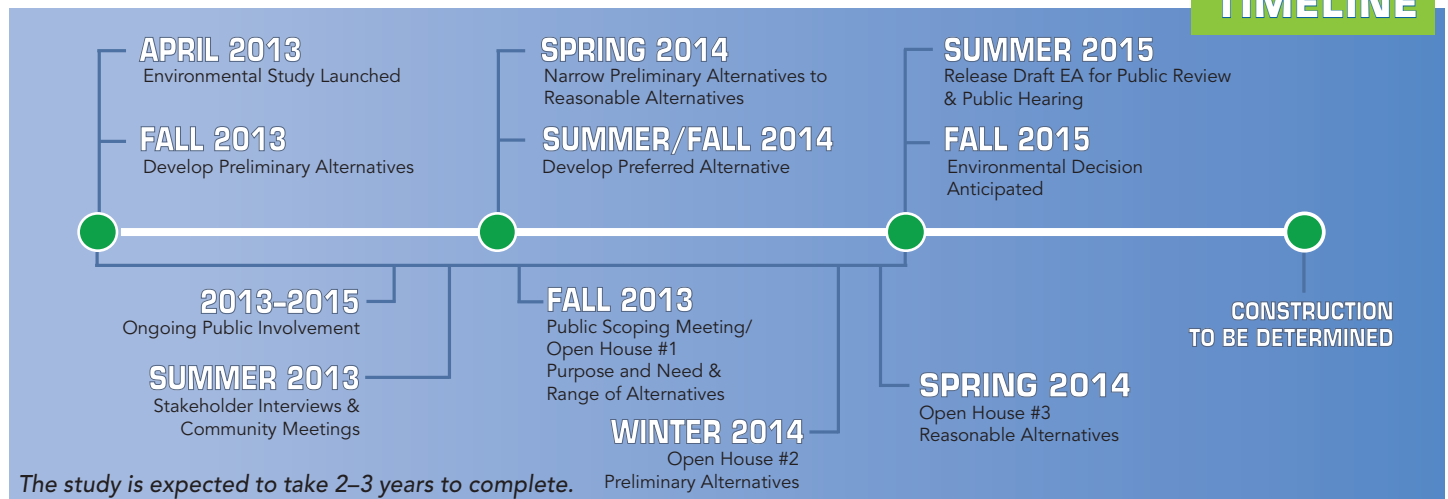 TIMELINE
APRIL 2013
Environmental Study Launched
FALL 2013
Develop Preliminary Alternatives
SPRING 2014
Narrow Preliminary Alternatives to
Reasonable Alternatives
SUMMER/FALL 2014
Develop Preferred Alternative
SUMMER 2015
Release Draft EA for Public Review
& Public Hearing
FALL 2015
Environmental Decision
Anticipated
2013–2015
Ongoing Public Involvement
SUMMER 2013
Stakeholder Interviews &
Community Meetings
FALL 2013
Public Scoping Meeting/
Open House #1
Purpose and Need &
Range of Alternatives
WINTER 2014
Open House #2
Preliminary Alternatives
SPRING 2014
Open House #3
Reasonable Alternatives
CONSTRUCTION
TO BE DETERMINED
The study is expected to take 2–3 years to complete.